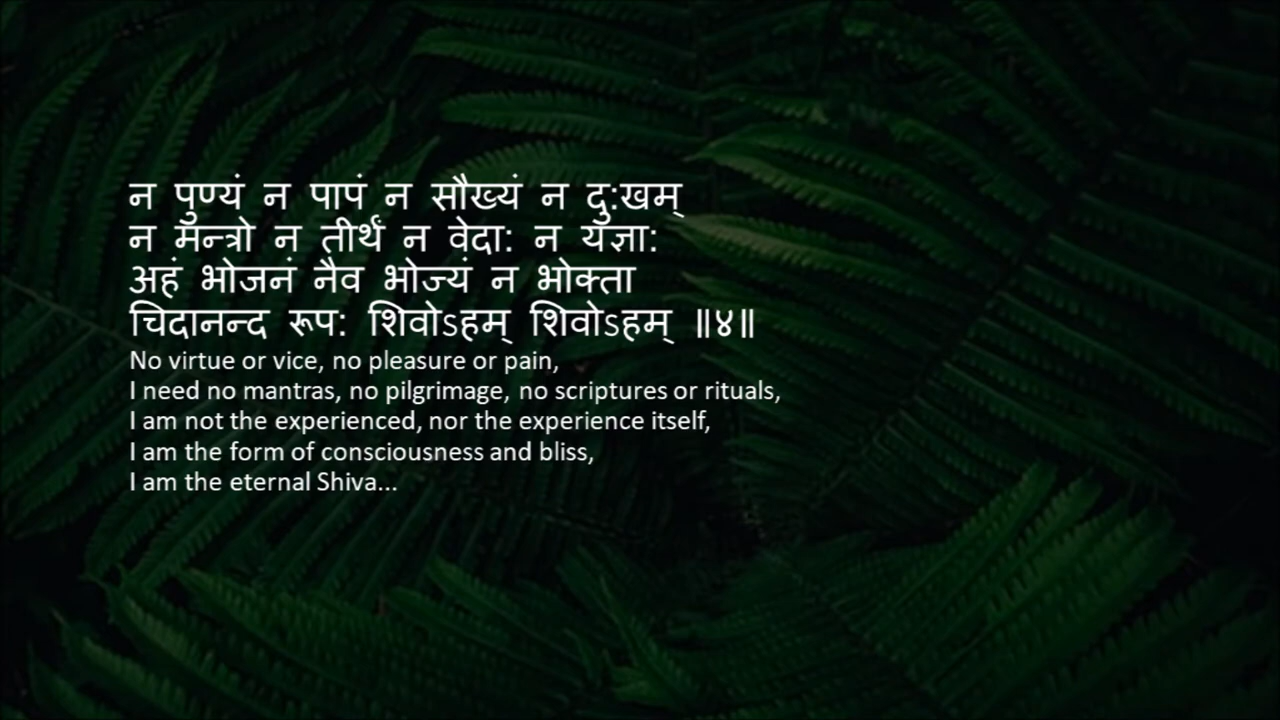 न पुण्यं न पापं न सौख्यं न दु:खम्
न मन्त्रो न तीर्थं न वेदा: न यज्ञा:
अहं भोजनं नैव भोज्यं न भोक्ता
चिदानन्द रूप: शिवोऽहम् शिवोऽहम् ॥४॥
No virtue or vice, no pleasure or pain,
I need no mantras, no pilgrimage, no scriptures or rituals,
I am not the experienced, nor the experience itself,
I am the form of consciousness and bliss,
I am the eternal Shiva...